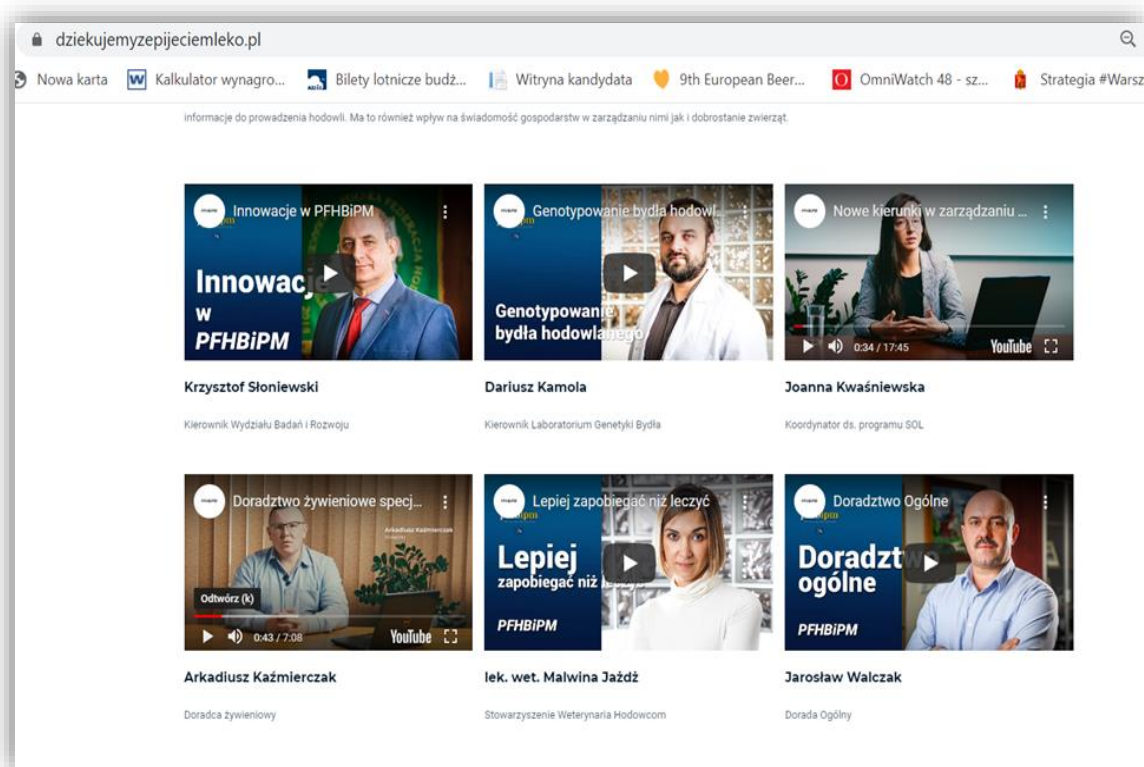 dziekujemyzepijeciemleko.pl
Nowa karta Kalkulator wynagro... Bilety lotnicze budż... Witryna kandydata 9th European Beer... OmniWatch 48 - sz... Strategia #Warsz
informacje do prowadzenia hodowli. Ma to również wpływ na świadomość gospodarstw w zarządzaniu nimi jak i dobrostanie zwierząt.
Innowacje w PFHBiPM
Innowacje
w
PFHBiPM
Genotypowanie bydła hodowl...
Genotypowanie
bydła hodowlanego
Nowe kierunki w zarządzaniu ...
0:34 / 17:45 YouTube
Krzysztof Słoniewski
Kierownik Wydziału Badań i Rozwoju
Dariusz Kamola
Kierownik Laboratorium Genetyki Bydła
Joanna Kwaśniewska
Koordynator ds. programu SOL
Doradztwo żywieniowe specj...
Arkadiusz Kaźmierczak
Odtwórz (k)
0:43 / 7:08 YouTube
Lepiej zapobiegać niż leczyć
Lepiej
zapobiegać niż leczyć
PFHBiPM
Doradztwo Ogólne
Doradztwo
ogólne
PFHBiPM
Arkadiusz Kaźmierczak
Doradca żywieniowy
lek. wet. Malwina Jażdż
Stowarzyszenie Weterynaria Hodowcom
Jarosław Walczak
Dorada Ogólny